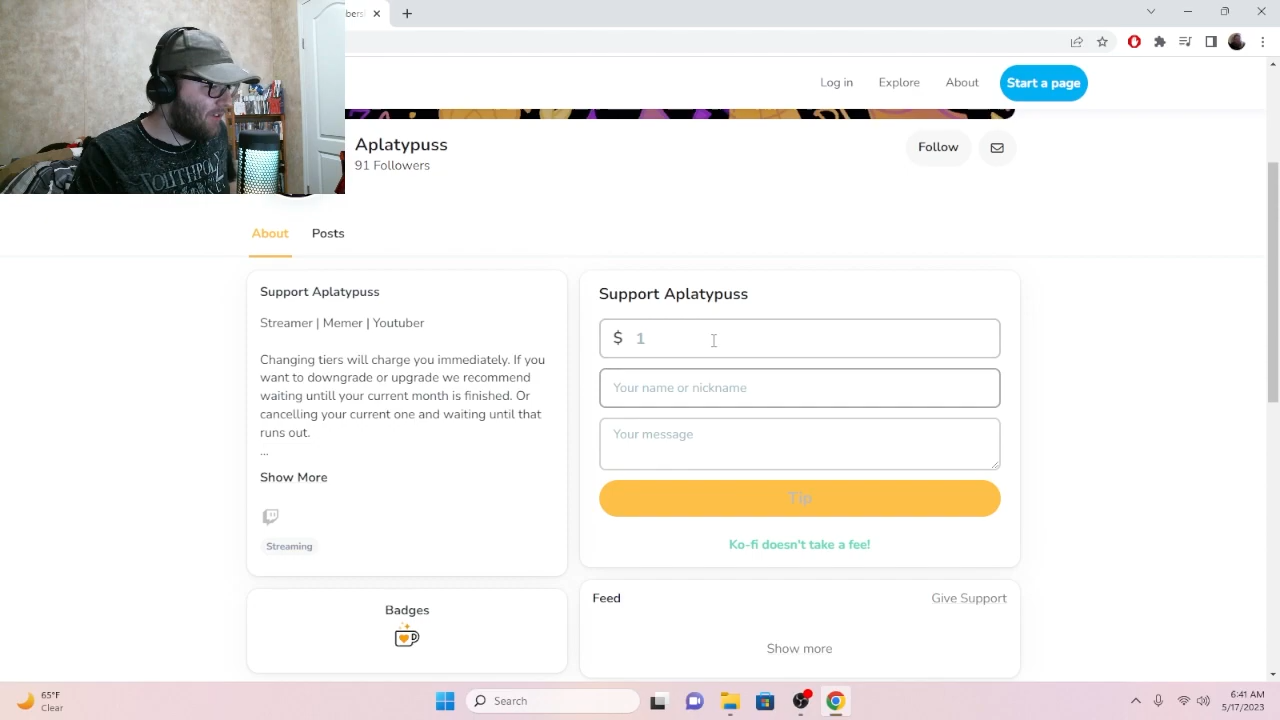 bers
Log in
Explore
About
Start a page
Aplatypuss
91 Followers
Follow
About
Posts
Support Aplatypuss
Streamer | Memer | Youtuber
Changing tiers will charge you immediately. If you
want to downgrade or upgrade we recommend
waiting untill your current month is finished. Or
cancelling your current one and waiting until that
runs out.
...
Show More
Streaming
Badges
Support Aplatypuss
$ 1
Your name or nickname
Your message
Tip
Ko-fi doesn't take a fee!
Feed
Give Support
Show more
65°F
Clear
Search
5:41 AM
5/17/2023